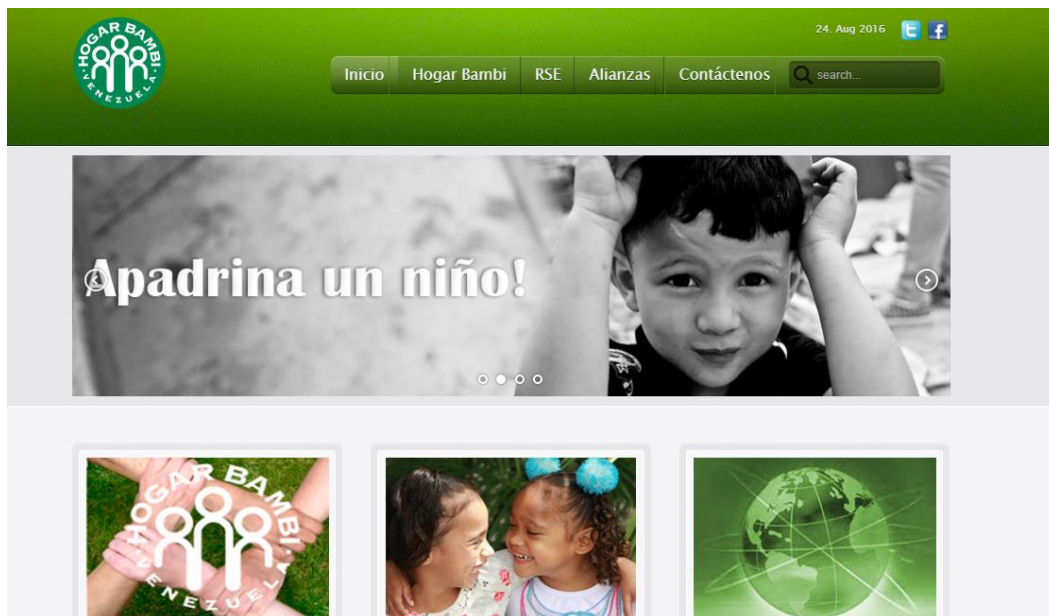 HOGAR BAMBI
VENEZUELA
24. Aug 2016
Inicio
Hogar Bambi
RSE
Alianzas
Contáctenos
search...
Apadrina un niño!
HOGAR BAMBI
VENEZUELA